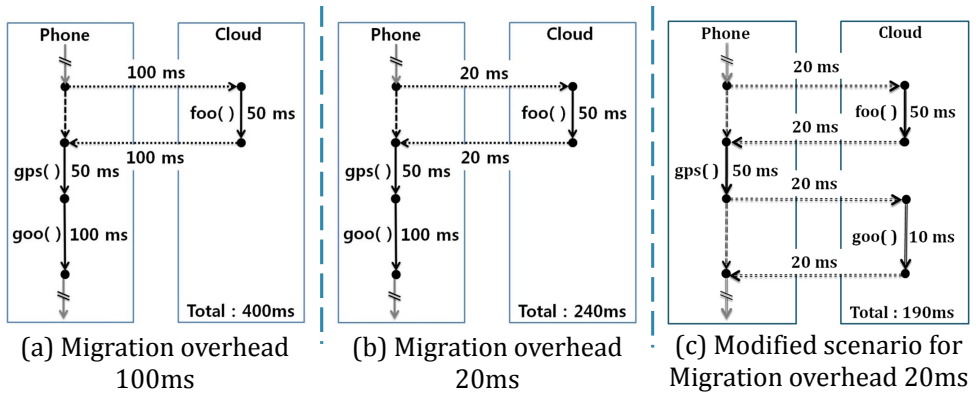 Phone Cloud
100 ms
foo( ) 50 ms
100 ms
gps( ) 50 ms
goo( ) 100 ms
Total : 400ms
(a) Migration overhead
100ms
Phone Cloud
20 ms
foo( ) 50 ms
20 ms
gps( ) 50 ms
goo( ) 100 ms
Total : 240ms
(b) Migration overhead
20ms
Phone Cloud
20 ms
foo( ) 50 ms
20 ms
gps( ) 50 ms
20 ms
goo( ) 10 ms
20 ms
Total : 190ms
(c) Modified scenario for
Migration overhead 20ms